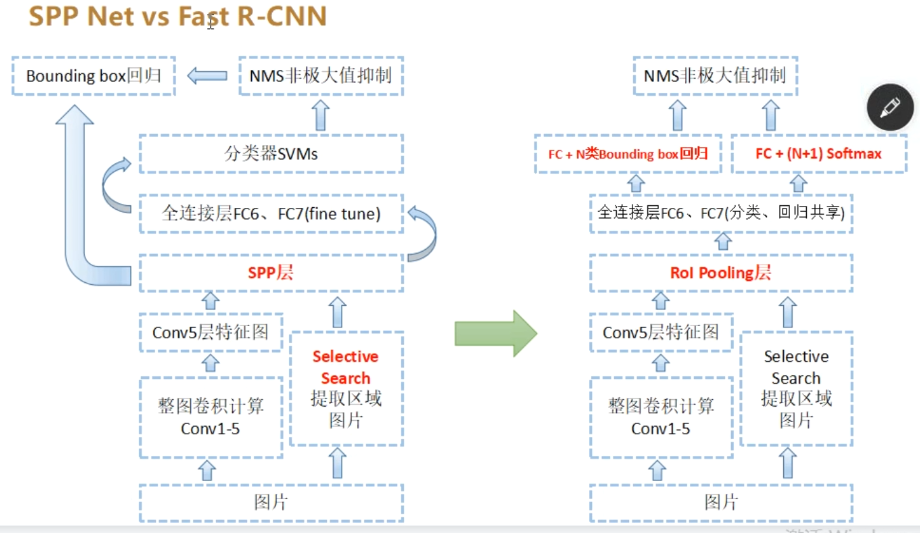 SPP Net vs Fast R-CNN
Bounding box回归
NMS非极大值抑制
分类器SVMs
全连接层FC6、FC7(fine tune)
SPP层
Conv5层特征图
Selective
Search
提取区域
图片
整图卷积计算
Conv1-5
图片
NMS非极大值抑制
FC + N类Bounding box回归
FC + (N+1) Softmax
全连接层FC6、FC7(分类、回归共享)
RoI Pooling层
Conv5层特征图
Selective
Search
提取区域
图片
整图卷积计算
Conv1-5
图片